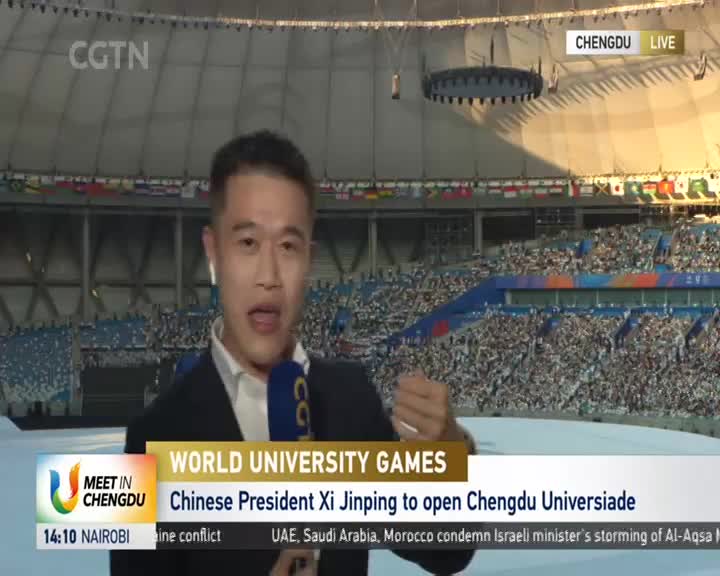 CGTN
CHENGDU LIVE
CC
WORLD UNIVERSITY GAMES
MEET IN
CHENGDU
Chinese President Xi Jinping to open Chengdu Universiade
14:10 NAIROBI
aine conflict UAE, Saudi Arabia, Morocco condemn Israeli minister's storming of Al-Aqsa